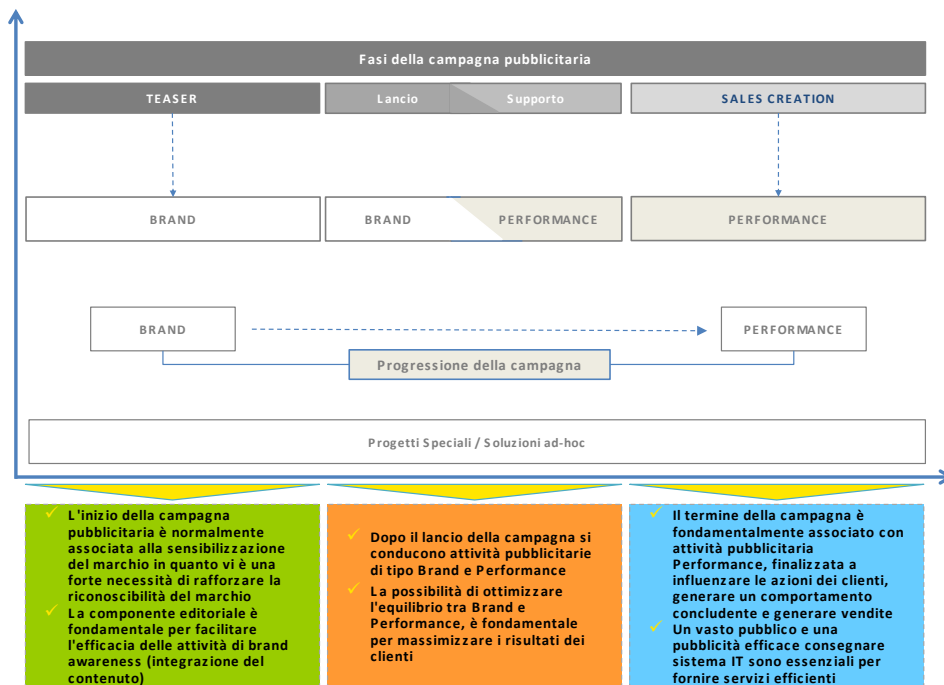 Fasi della campagna pubblicitaria
TEASER
Lancio
Supporto
SALES CREATION
BRAND
BRAND
PERFORMANCE
PERFORMANCE
BRAND
PERFORMANCE
Progressione della campagna
Progetti Speciali / Soluzioni ad-hoc
L'inizio della campagna
pubblicitaria è normalmente
associata alla sensibilizzazione
del marchio in quanto vi è una
forte necessità di rafforzare la
riconoscibilità del marchio
La componente editoriale è
fondamentale per facilitare
l'efficacia delle attività di brand
awareness (integrazione del
contenuto)
Dopo il lancio della campagna si
conducono attività pubblicitarie
di tipo Brand e Performance
La possibilità di ottimizzare
l'equilibrio tra Brand e
Performance, è fondamentale
per massimizzare i risultati dei
clienti
Il termine della campagna è
fondamentalmente associato con
attività pubblicitaria
Performance, finalizzata a
influenzare le azioni dei clienti,
generare un comportamento
concludente e generare vendite
Un vasto pubblico e una
pubblicità efficace consegnare
sistema IT sono essenziali per
fornire servizi efficienti